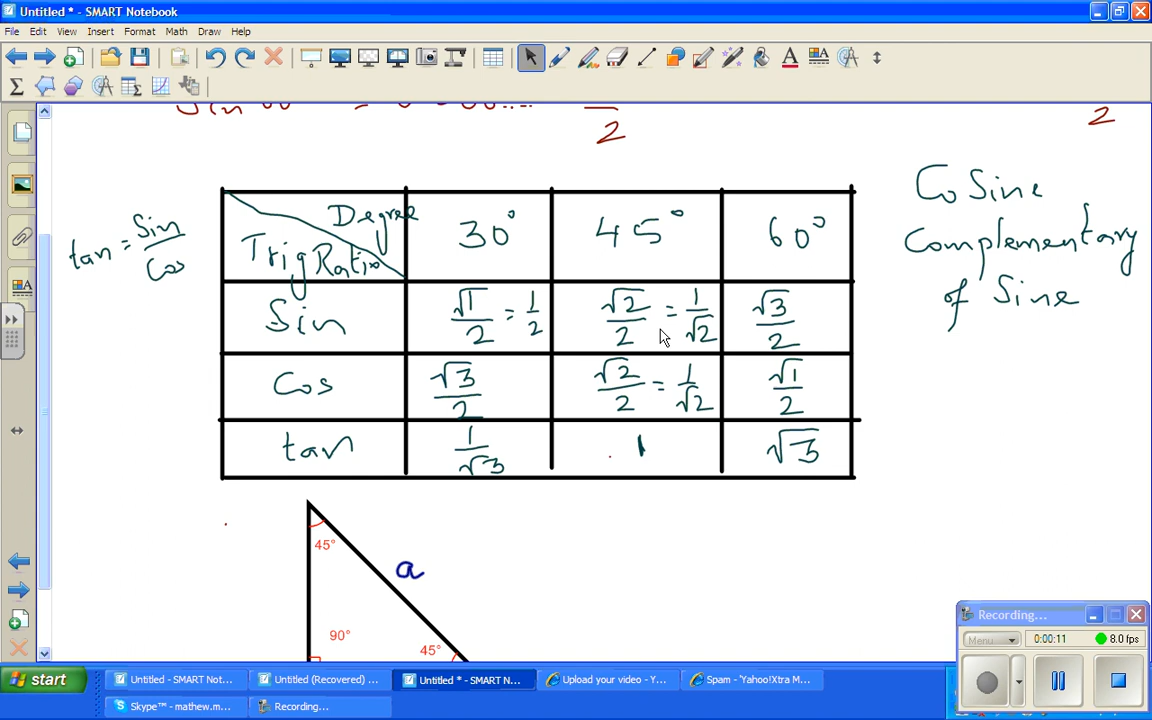 Untitled * - SMART Notebook
File Edit View Insert Format Math Draw Help
2
2
CoSine
Complementary
of Sine
tan = Sin/Cos
Degree
Trig Ratio
30° 45° 60°
Sin √1/2 = 1/2 √2/2 = 1/√2 √3/2
Cos √3/2 √2/2 = 1/√2 √1/2
tan 1/√3 1 √3
45°
a
90°
45°
Recording...
Menu
0:00:11 8.0 fps
start
Untitled - SMART Not...
Untitled (Recovered) ...
Untitled * - SMART N...
Upload your video - Y...
Spam - 'Yahoo!Xtra M...
Skype™ - mathew.m...
Recording...